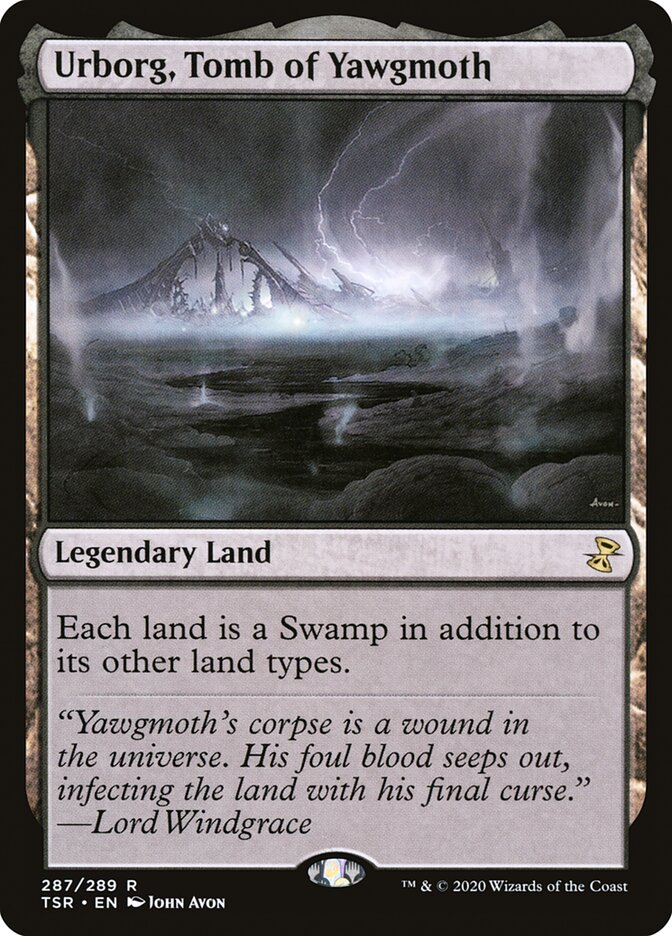 Urborg, Tomb of Yawgmoth
Avon-
Legendary Land
Each land is a Swamp in addition to
its other land types.
“Yawgmoth’s corpse is a wound in
the universe. His foul blood seeps out,
infecting the land with his final curse.”
—Lord Windgrace
287/289 R
TSR • EN John Avon
™ & © 2020 Wizards of the Coast